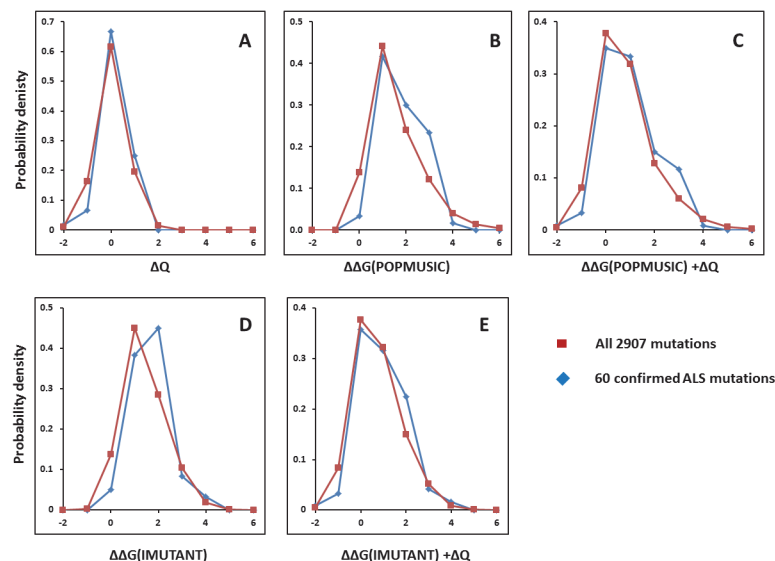 0.7
0.6
0.5
0.4
0.3
0.2
0.1
0
-2 0 2 4 6
A
Probability denisty
ΔQ
0.5
0.4
0.3
0.2
0.1
0.0
-2 0 2 4 6
B
ΔΔG(POPMUSIC)
0.4
0.3
0.2
0.1
0
-2 0 2 4 6
C
ΔΔG(POPMUSIC) +ΔQ
0.5
0.4
0.3
0.2
0.1
0
-2 0 2 4 6
D
Probability density
ΔΔG(IMUTANT)
0.4
0.3
0.2
0.1
0
-2 0 2 4 6
E
ΔΔG(IMUTANT) +ΔQ
All 2907 mutations
60 confirmed ALS mutations